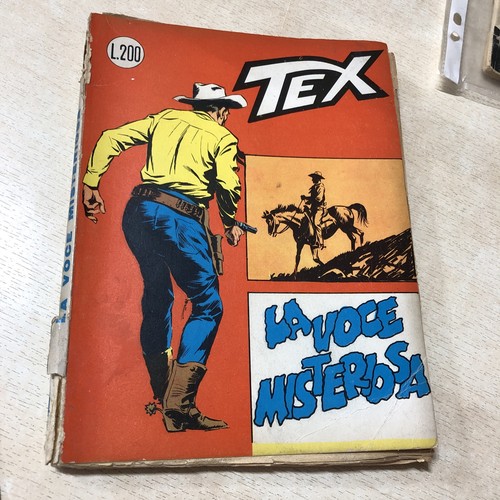 L.200
TEX
LA VOCE
MISTERIOSA
LA VOCE MISTERIOSA